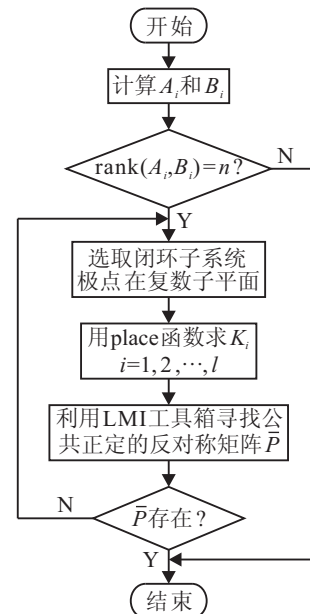 开始
计算A_i和B_i
rank(A_i,B_i)=n?
N
Y
选取闭环子系统
极点在复数子平面
用place函数求K_i
i=1,2,⋯,l
利用LMI工具箱寻找公
共正定的反对称矩阵P̄
P̄存在?
N
Y
结束